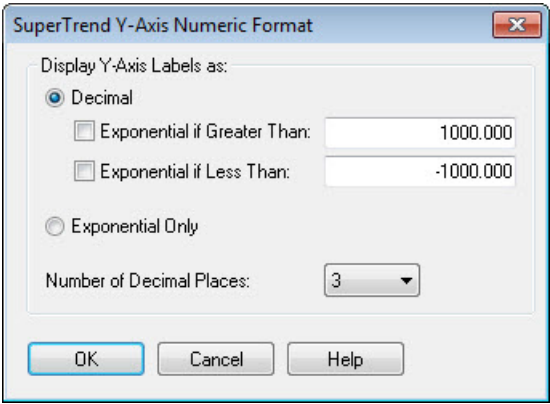 SuperTrend Y-Axis Numeric Format
Display Y-Axis Labels as:
Decimal
Exponential if Greater Than: 1000.000
Exponential if Less Than: -1000.000
Exponential Only
Number of Decimal Places: 3
OK Cancel Help